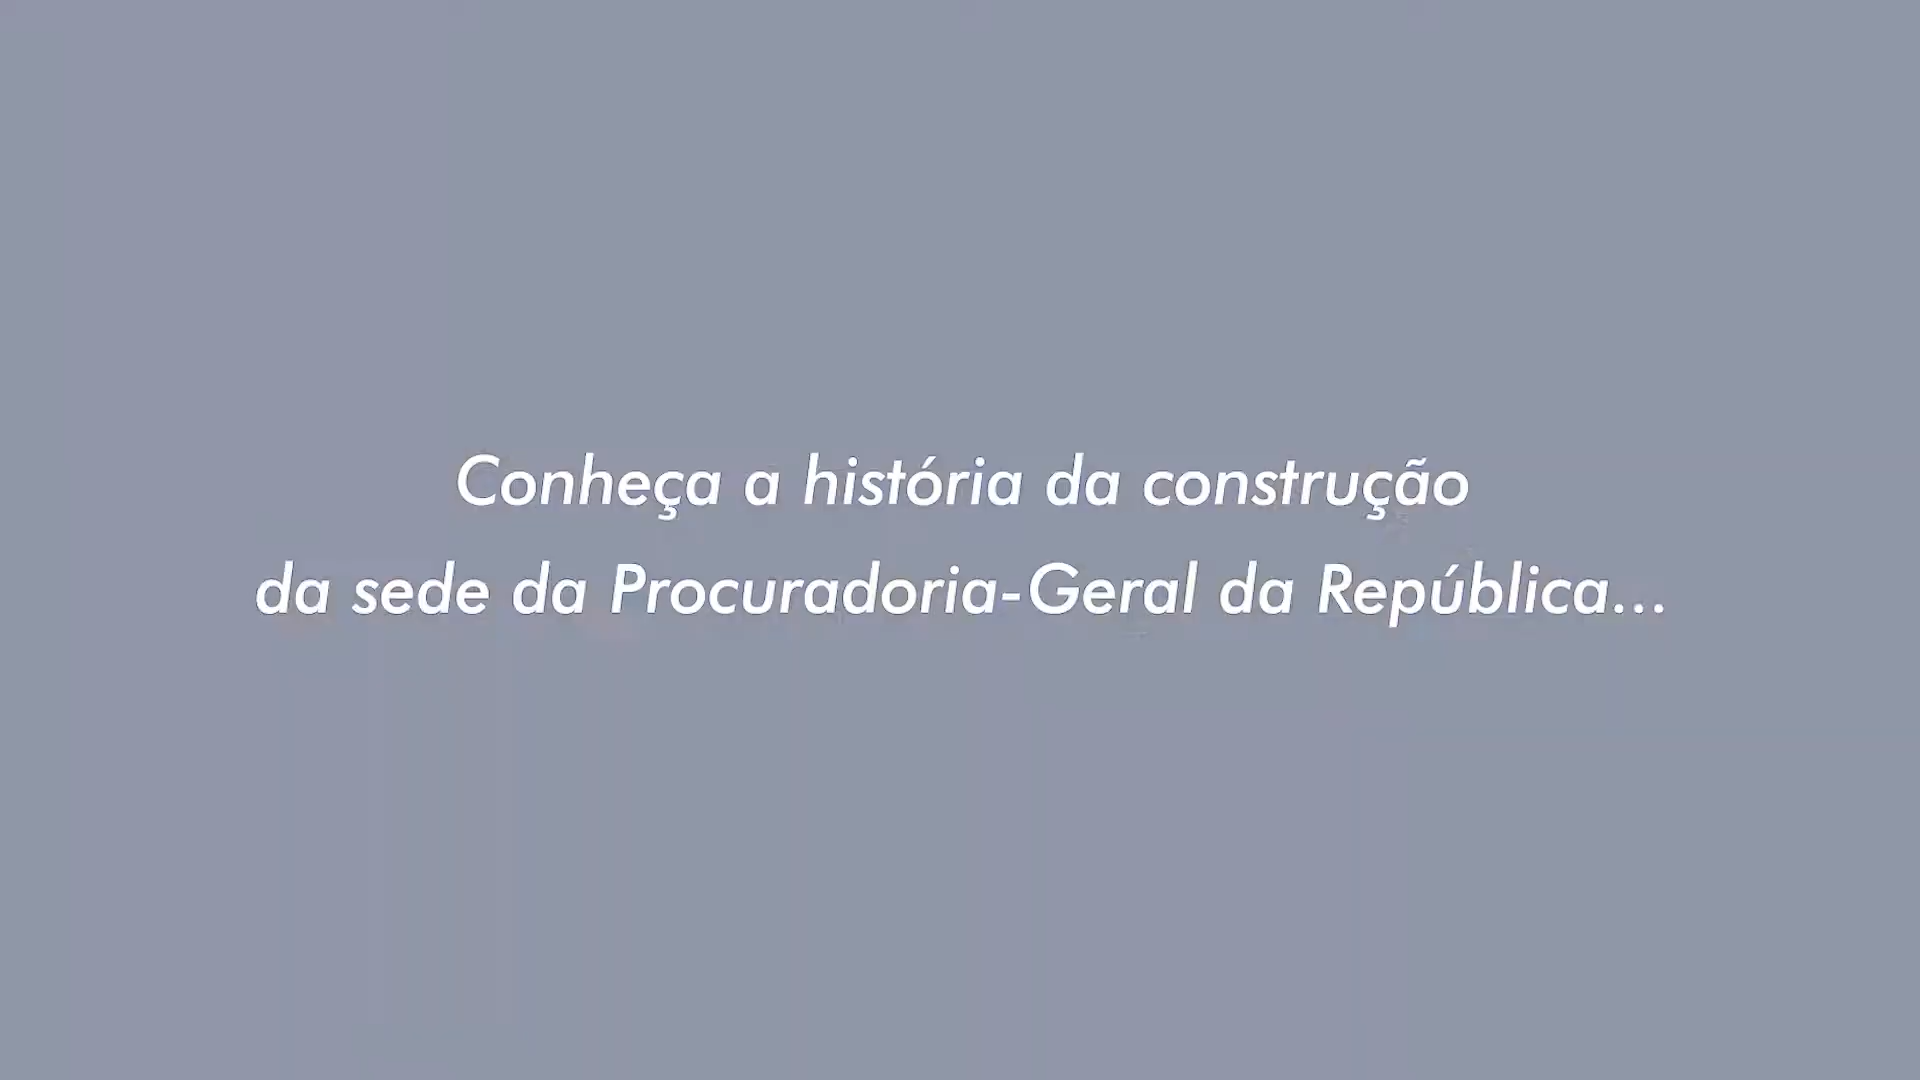 Conheça a história da construção
da sede da Procuradoria-Geral da República...